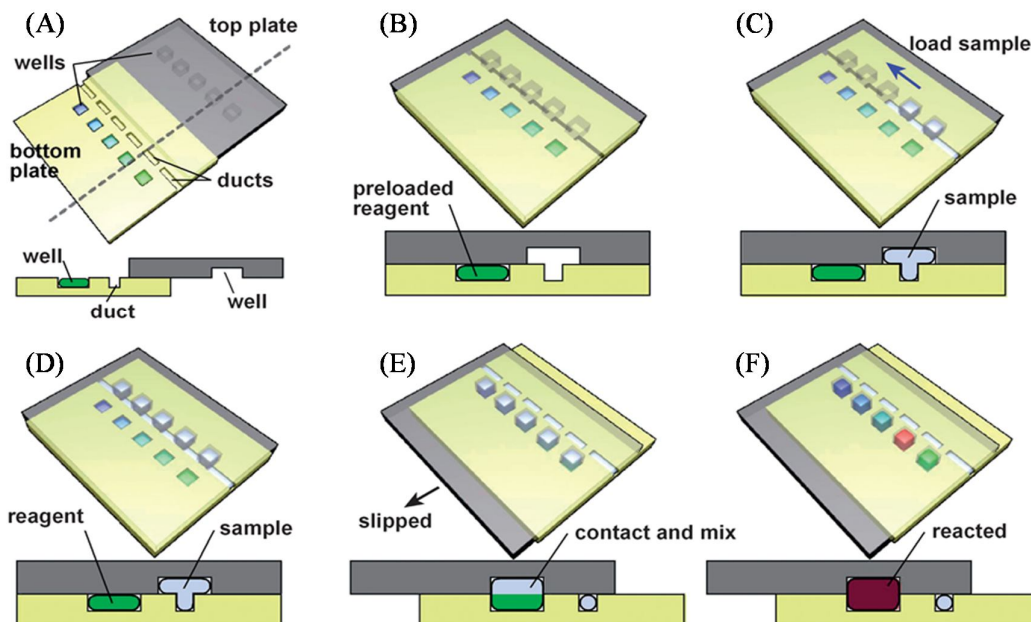 (A)
top plate
wells
bottom
plate
ducts
well
duct
well
(B)
preloaded
reagent
(C)
load sample
sample
(D)
reagent
sample
(E)
slipped
contact and mix
(F)
reacted